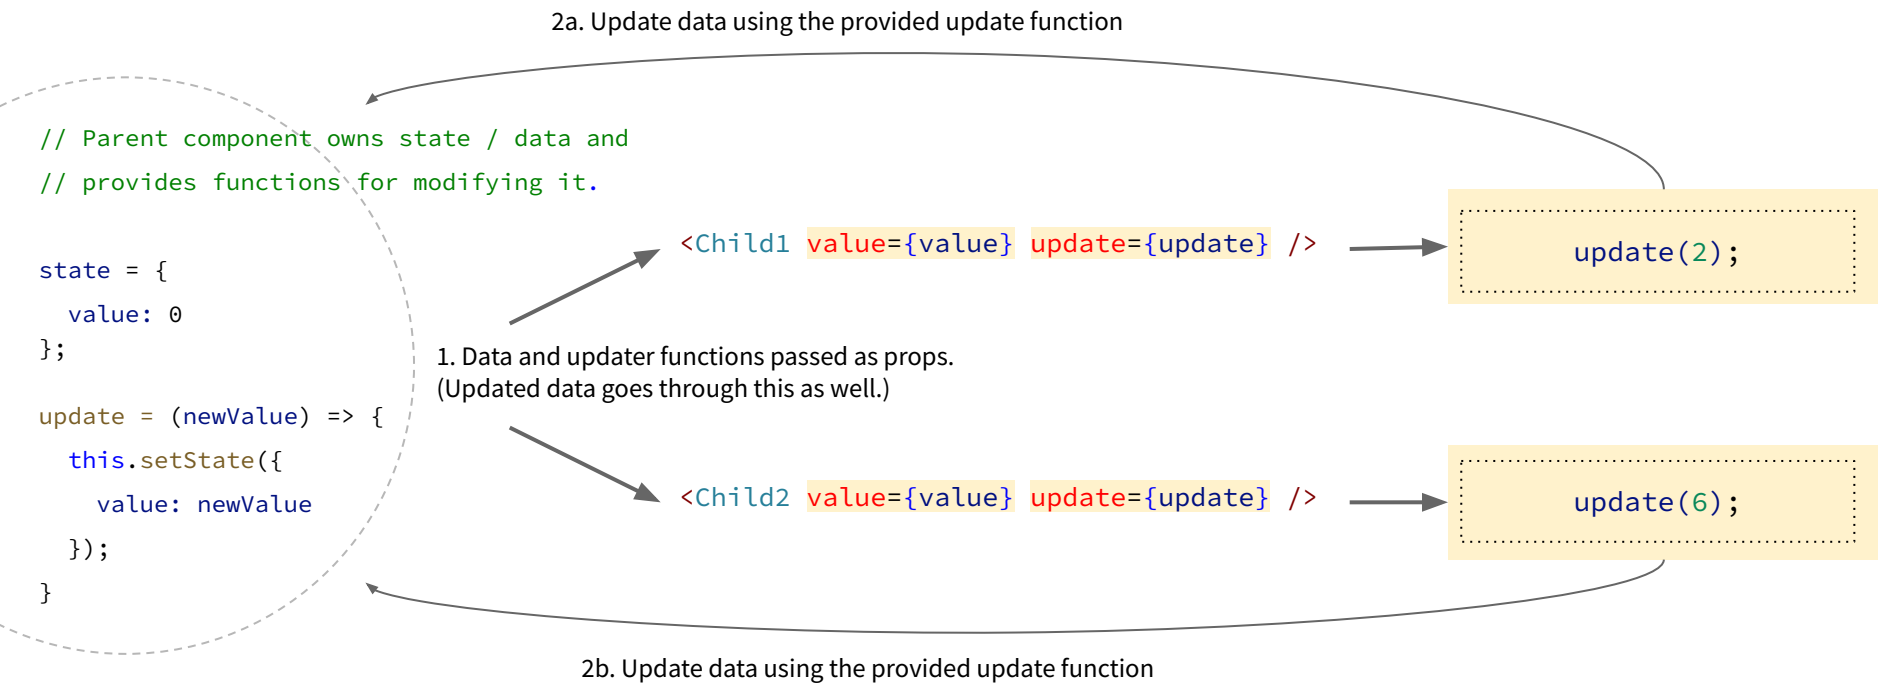 2a. Update data using the provided update function
// Parent component owns state / data and
// provides functions for modifying it.
state = {
value: 0
};
update = (newValue) => {
this.setState({
value: newValue
});
}
<Child1 value={value} update={update} />
update(2);
1. Data and updater functions passed as props.
(Updated data goes through this as well.)
<Child2 value={value} update={update} />
update(6);
2b. Update data using the provided update function